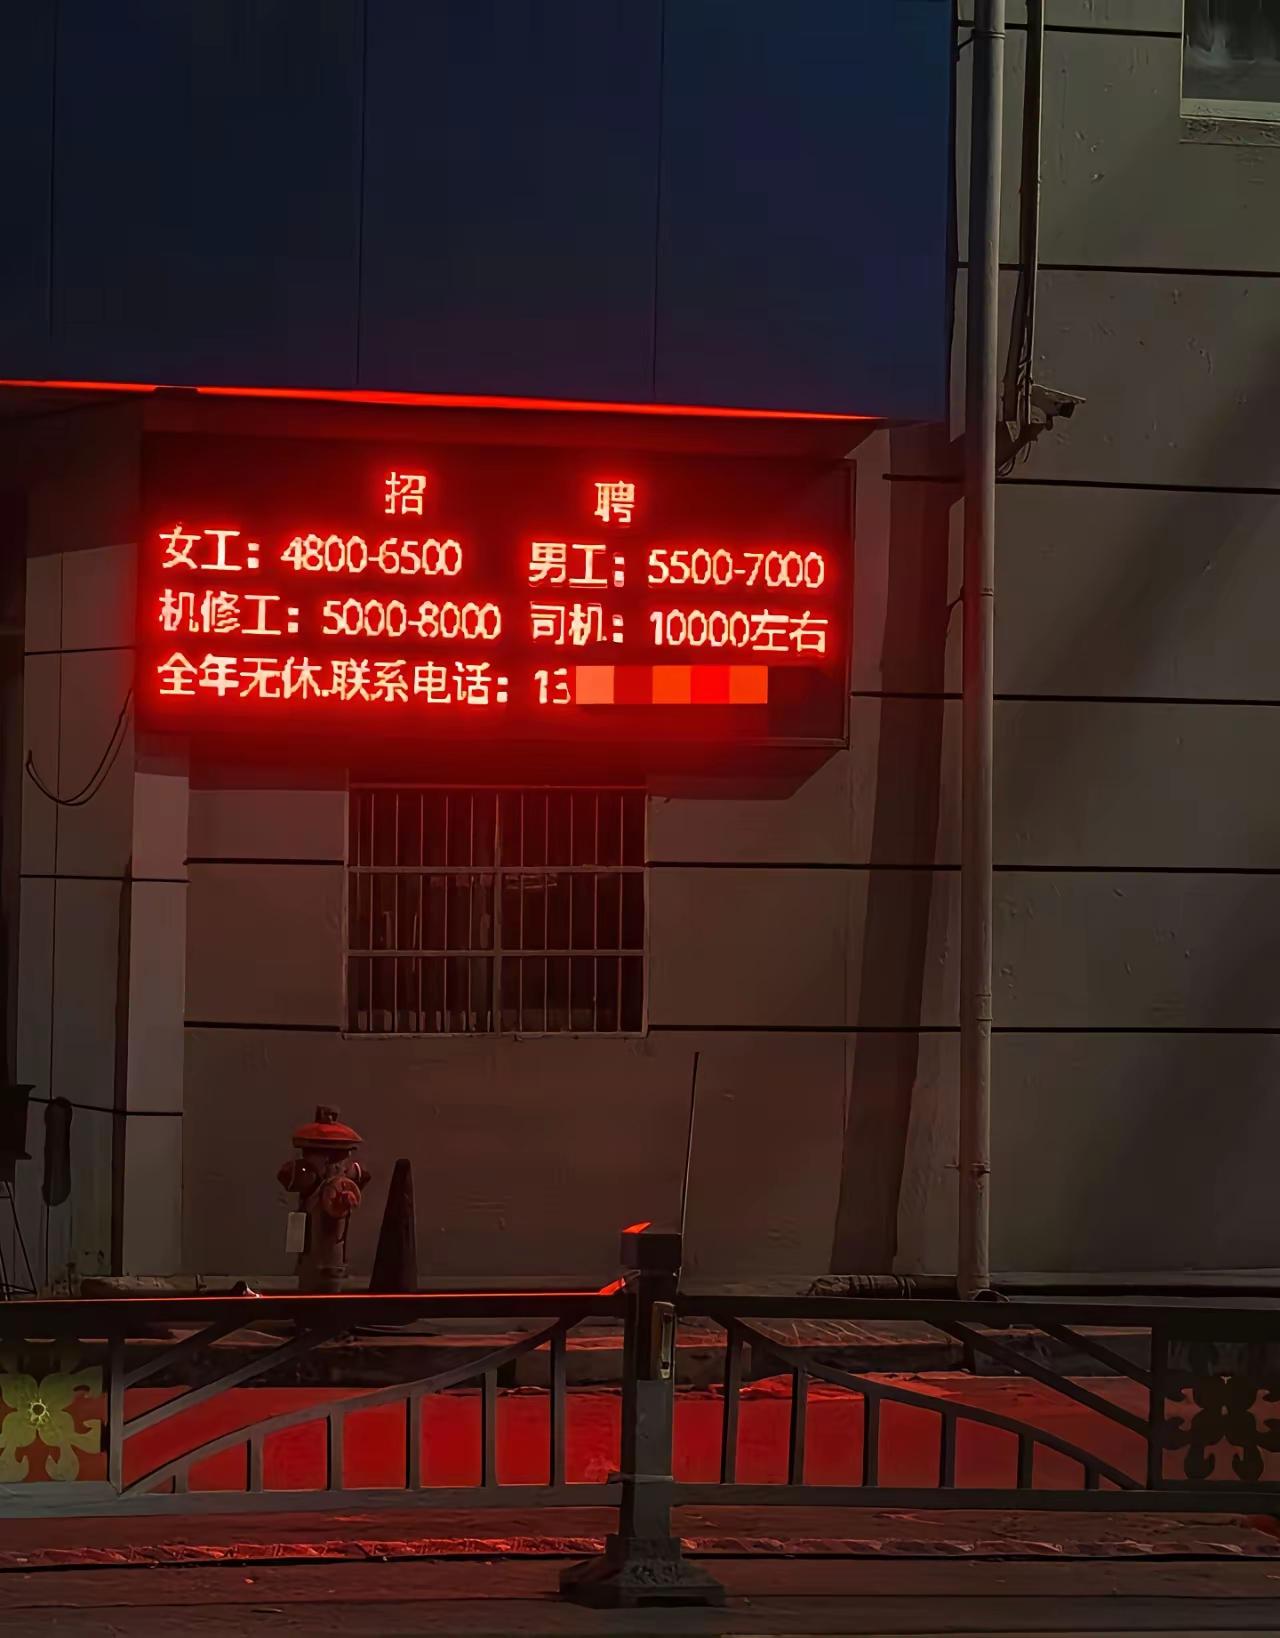 招 聘
女工：4800-6500 男工：5500-7000
机修工：5000-8000 司机：10000左右
全年无休.联系电话：13